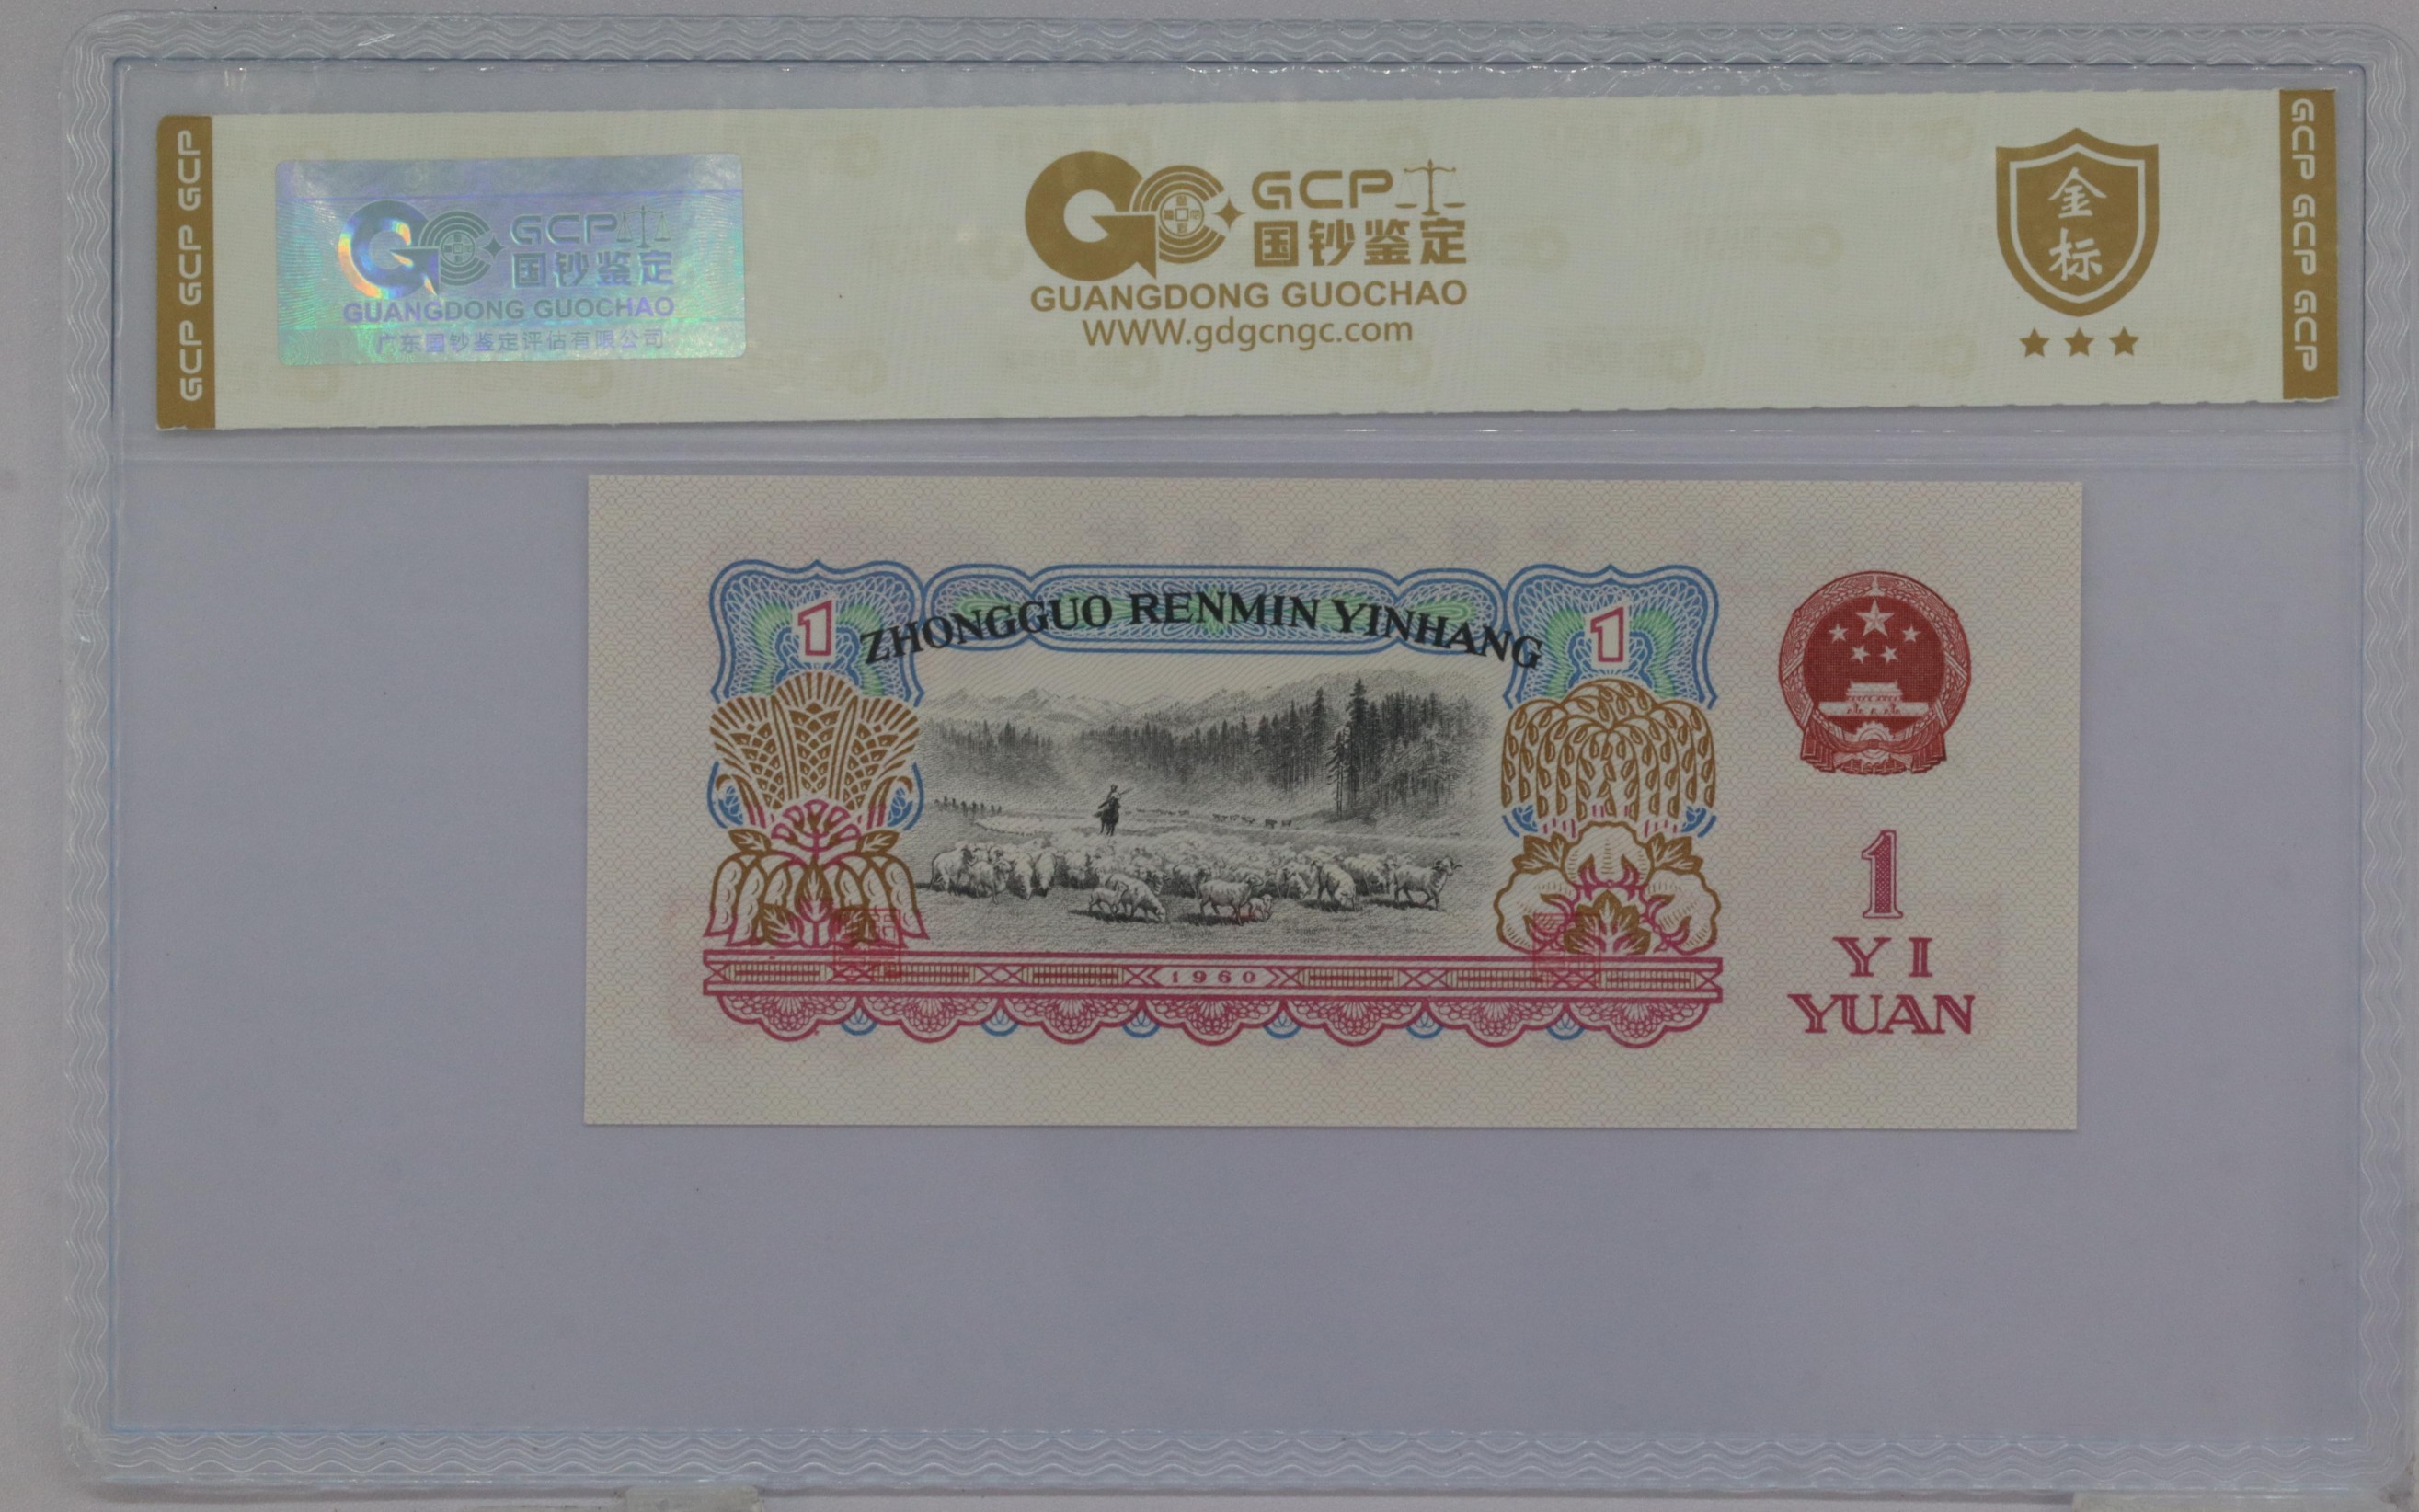 GCP GCP GCP
GCP
国钞鉴定
GUANGDONG GUOCHAO
广东国钞鉴定评估有限公司
GCP
国钞鉴定
GUANGDONG GUOCHAO
WWW.gdgcngc.com
金
标
GCP GCP GCP
1
ZHONGGUO RENMIN YINHANG
1
1
YI
YUAN
1960